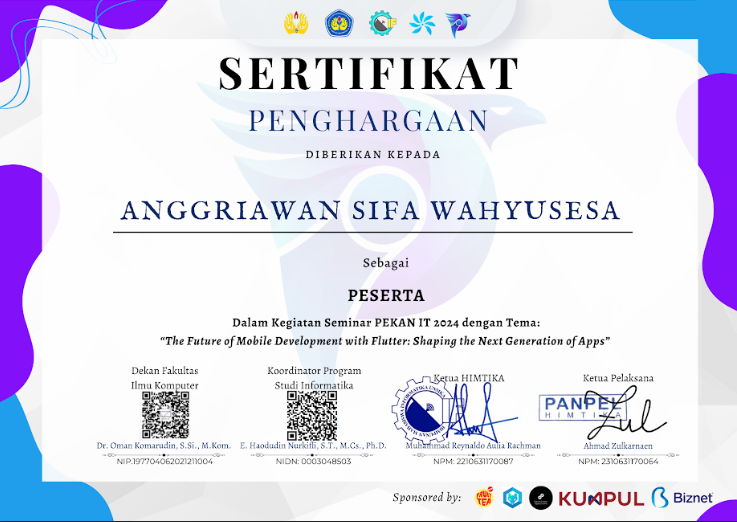 SERTIFIKAT
PENGHARGAAN
DIBERIKAN KEPADA
ANGGRIAWAN SIFA WAHYUSESA
Sebagai
PESERTA
Dalam Kegiatan Seminar PEKAN IT 2024 dengan Tema:
“The Future of Mobile Development with Flutter: Shaping the Next Generation of Apps”
Dekan Fakultas
Ilmu Komputer
Dr. Oman Komarudin, S.Si., M.Kom.
NIP.197704062021211004
Koordinator Program
Studi Informatika
E. Haodudin Nurkifli, S.T., M.Cs., Ph.D.
NIDN: 0003048503
Ketua HIMTIKA
Muhammad Reynaldo Aulia Rachman
NPM: 2210631170087
Ketua Pelaksana
PANPEL
HIMTIKA
Ahmad Zulkarnaen
NPM: 2310631170064
Sponsored by:
KUMPUL
Biznet